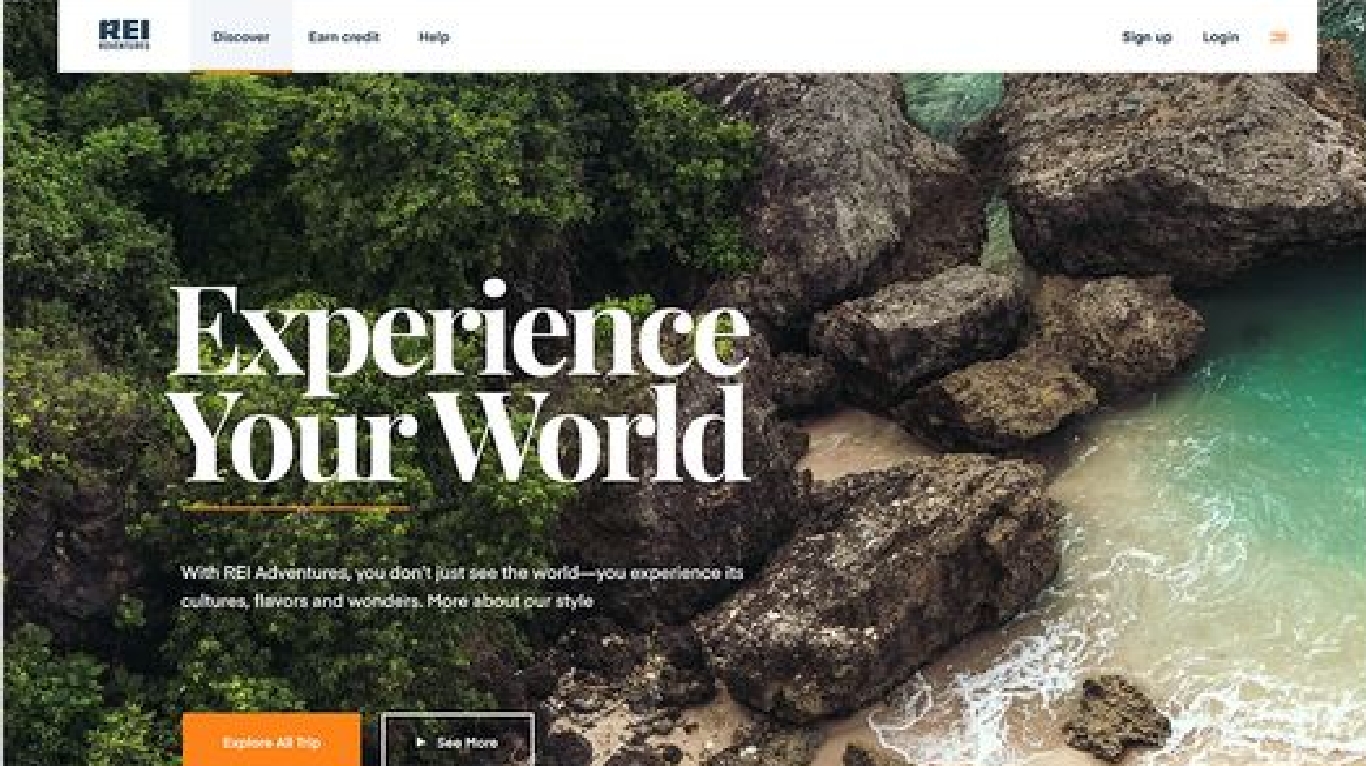 REI
ADVENTURES
Discover
Earn credit
Help
Sign up
Login
Experience
Your World
With REI Adventures, you don't just see the world—you experience its
cultures, flavors and wonders. More about our style
Explore All Trip
See More